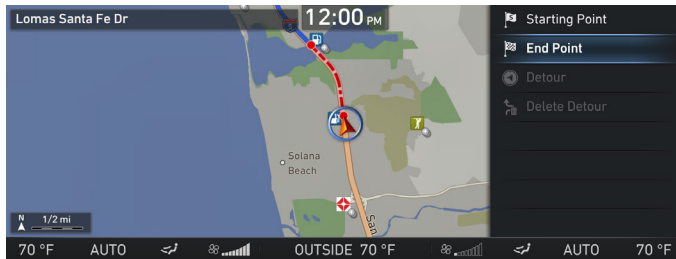 Lomas Santa Fe Dr
12:00 PM
Starting Point
End Point
Detour
Delete Detour
Solana
Beach
San
N 1/2 mi
70 °F AUTO OUTSIDE 70 °F AUTO 70 °F